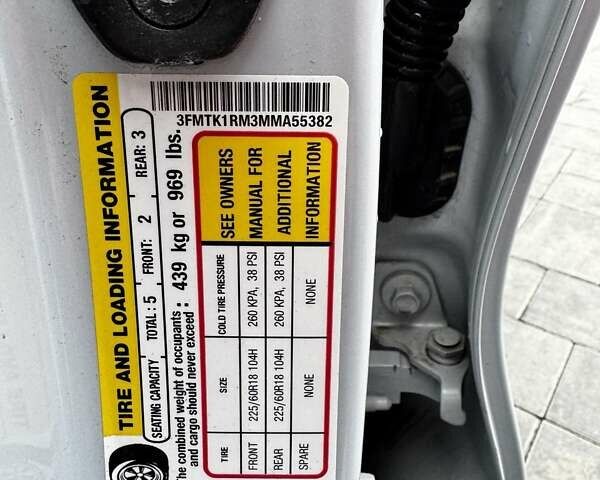 3FMTK1RM3MMA55382
TIRE AND LOADING INFORMATION
SEATING CAPACITY TOTAL: 5 FRONT: 2 REAR: 3
The combined weight of occupants and cargo should never exceed: 439 kg or 969 lbs.
TIRE SIZE COLD TIRE PRESSURE
FRONT 225/60R18 104H 260 KPA, 38 PSI
REAR 225/60R18 104H 260 KPA, 38 PSI
SPARE NONE NONE
SEE OWNERS
MANUAL FOR
ADDITIONAL
INFORMATION